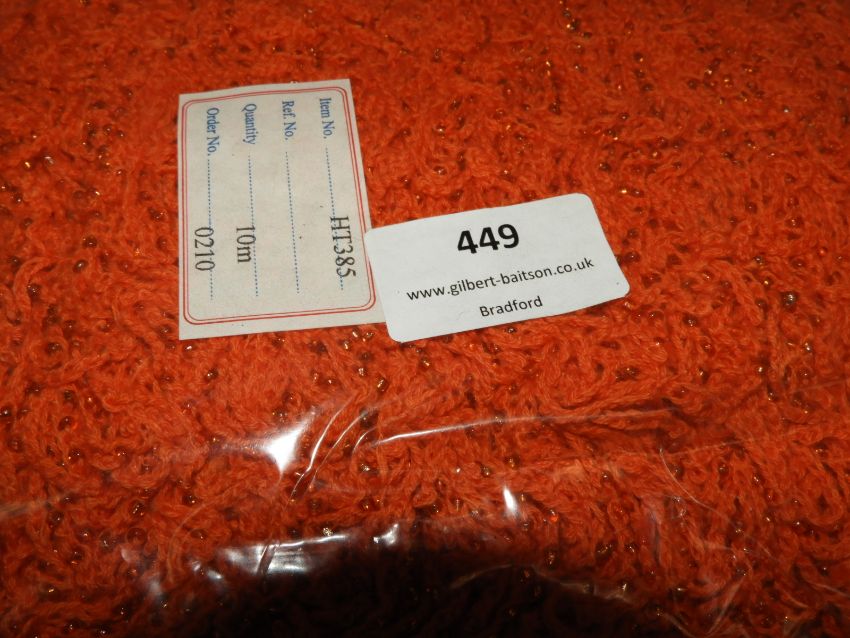 Item No. ............ HT385
Ref. No. ............
Quantity ............ 10m
Order No. ............ 0210
449
www.gilbert-baitson.co.uk
Bradford